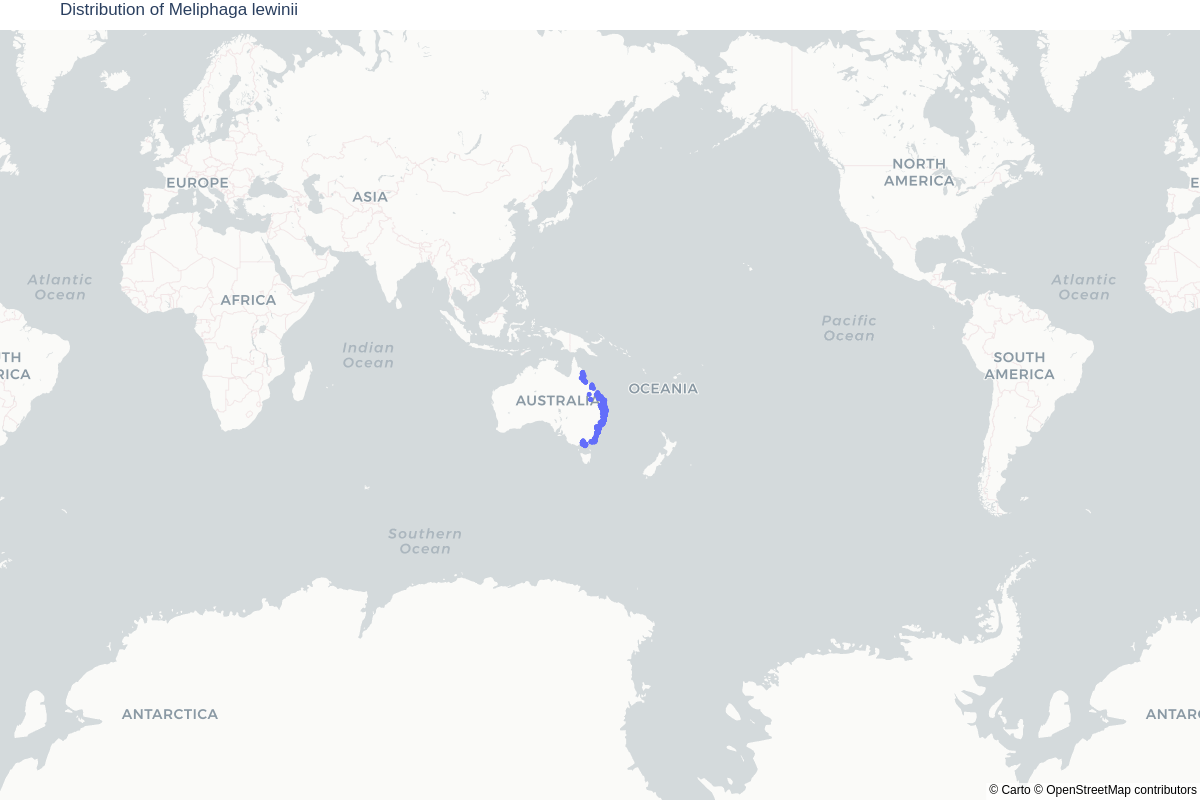 Distribution of Meliphaga lewinii
NORTH
AMERICA
EUROPE
E
ASIA
Atlantic
Ocean
Atlantic
Ocean
AFRICA
Pacific
Ocean
Indian
Ocean
TH
RICA
SOUTH
AMERICA
OCEANIA
AUSTRALIA
Southern
Ocean
ANTARCTICA
ANTARC
© Carto © OpenStreetMap contributors